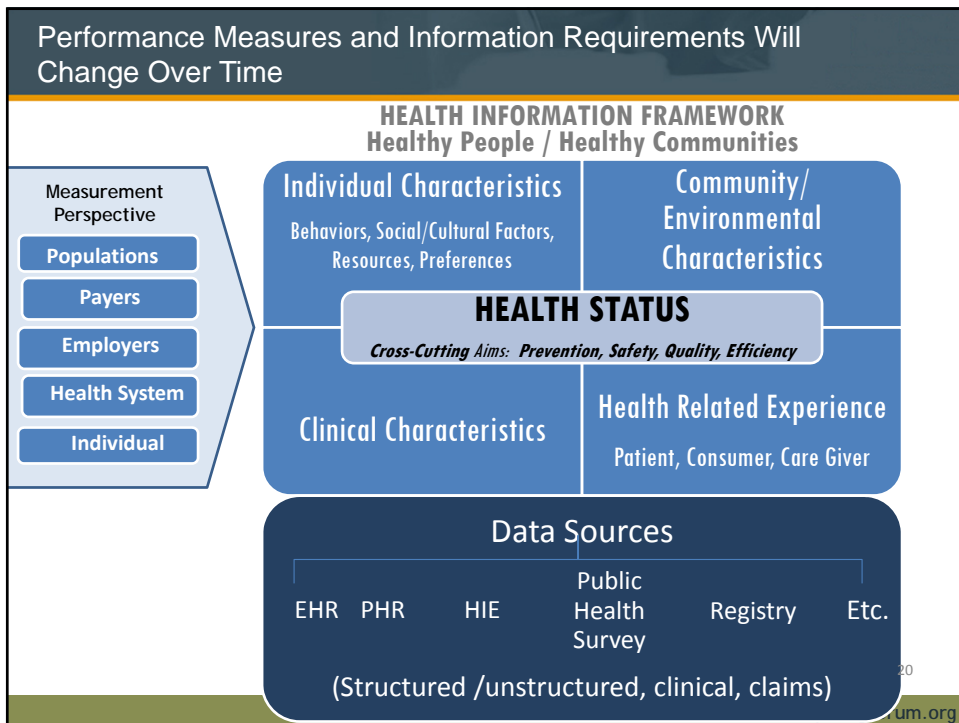 Performance Measures and Information Requirements Will
Change Over Time
HEALTH INFORMATION FRAMEWORK
Healthy People / Healthy Communities
Measurement
Perspective
Populations
Payers
Employers
Health System
Individual
Individual Characteristics
Behaviors, Social/Cultural Factors,
Resources, Preferences
Community/
Environmental
Characteristics
HEALTH STATUS
Cross-Cutting Aims: Prevention, Safety, Quality, Efficiency
Clinical Characteristics
Health Related Experience
Patient, Consumer, Care Giver
Data Sources
EHR PHR HIE Public Health Survey Registry Etc.
(Structured /unstructured, clinical, claims)
20
um.org